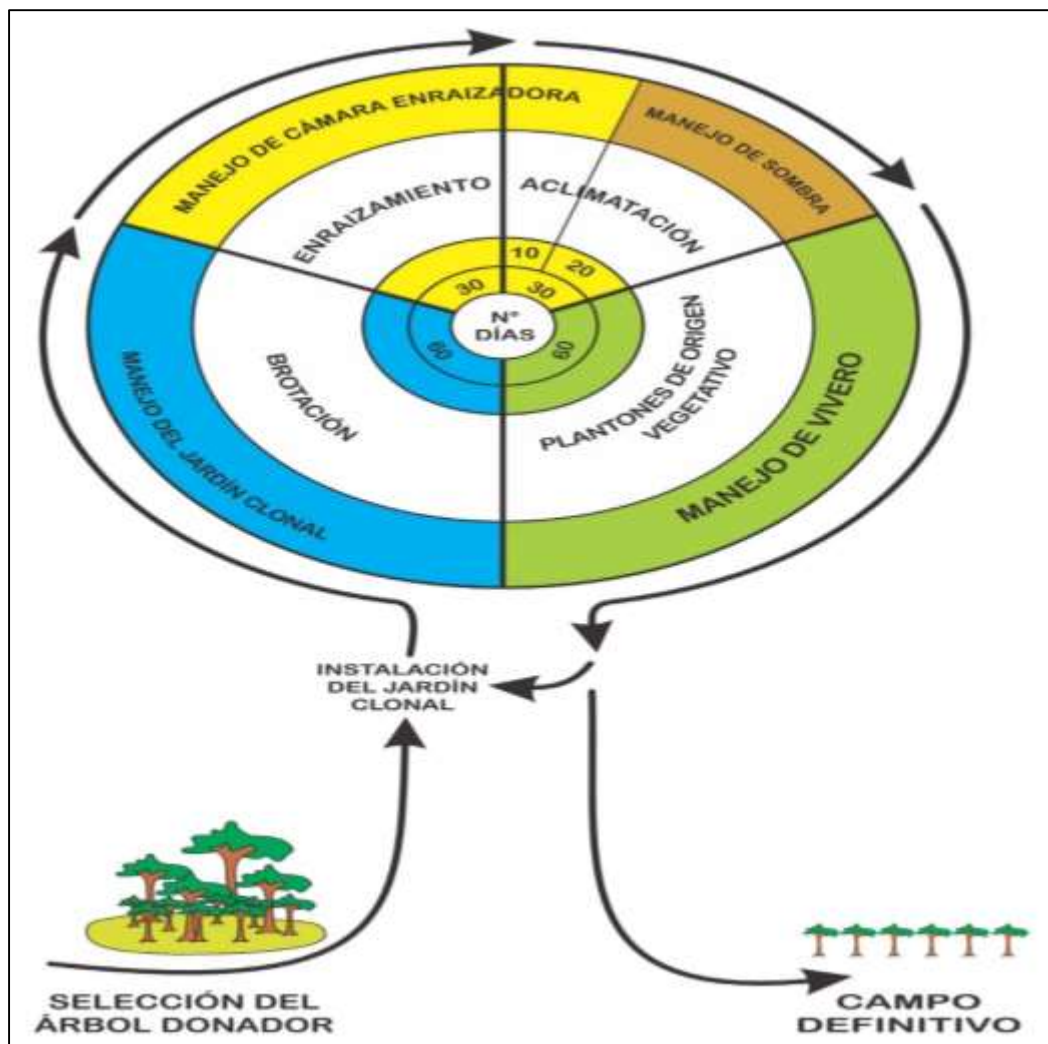 MANEJO DE CÀMARA ENRAIZADORA
MANEJO DE SOMBRA
ENRAIZAMIENTO
ACLIMATACIÓN
10
20
30
30
N°
DÍAS
60
60
BROTACIÓN
PLANTONES DE ORIGEN
VEGETATIVO
MANEJO DEL JARDÍN CLONAL
MANEJO DE VIVERO
INSTALACIÓN
DEL JARDÍN
CLONAL
SELECCIÓN DEL
ÁRBOL DONADOR
CAMPO
DEFINITIVO